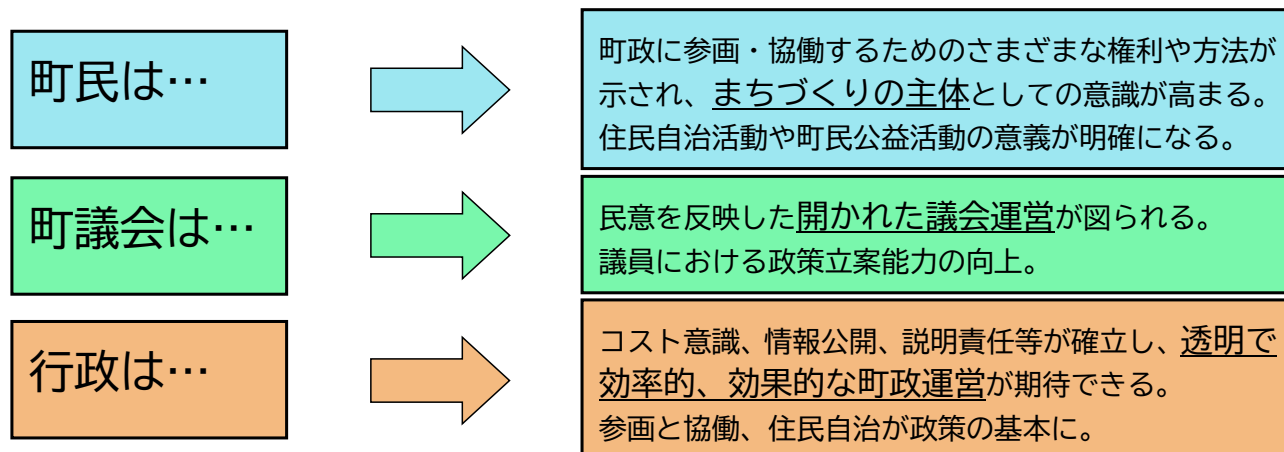 町民は…
町政に参画・協働するためのさまざまな権利や方法が
示され、まちづくりの主体としての意識が高まる。
住民自治活動や町民公益活動の意義が明確になる。
町議会は…
民意を反映した開かれた議会運営が図られる。
議員における政策立案能力の向上。
行政は…
コスト意識、情報公開、説明責任等が確立し、透明で
効率的、効果的な町政運営が期待できる。
参画と協働、住民自治が政策の基本に。